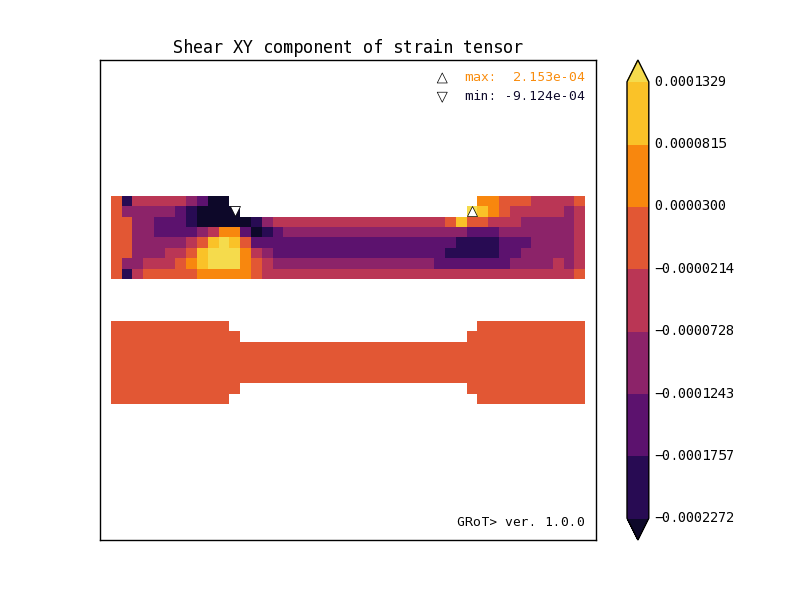 Shear XY component of strain tensor
△ max: 2.153e-04
▽ min: -9.124e-04
0.0001329
0.0000815
0.0000300
−0.0000214
−0.0000728
−0.0001243
−0.0001757
−0.0002272
GRoT> ver. 1.0.0